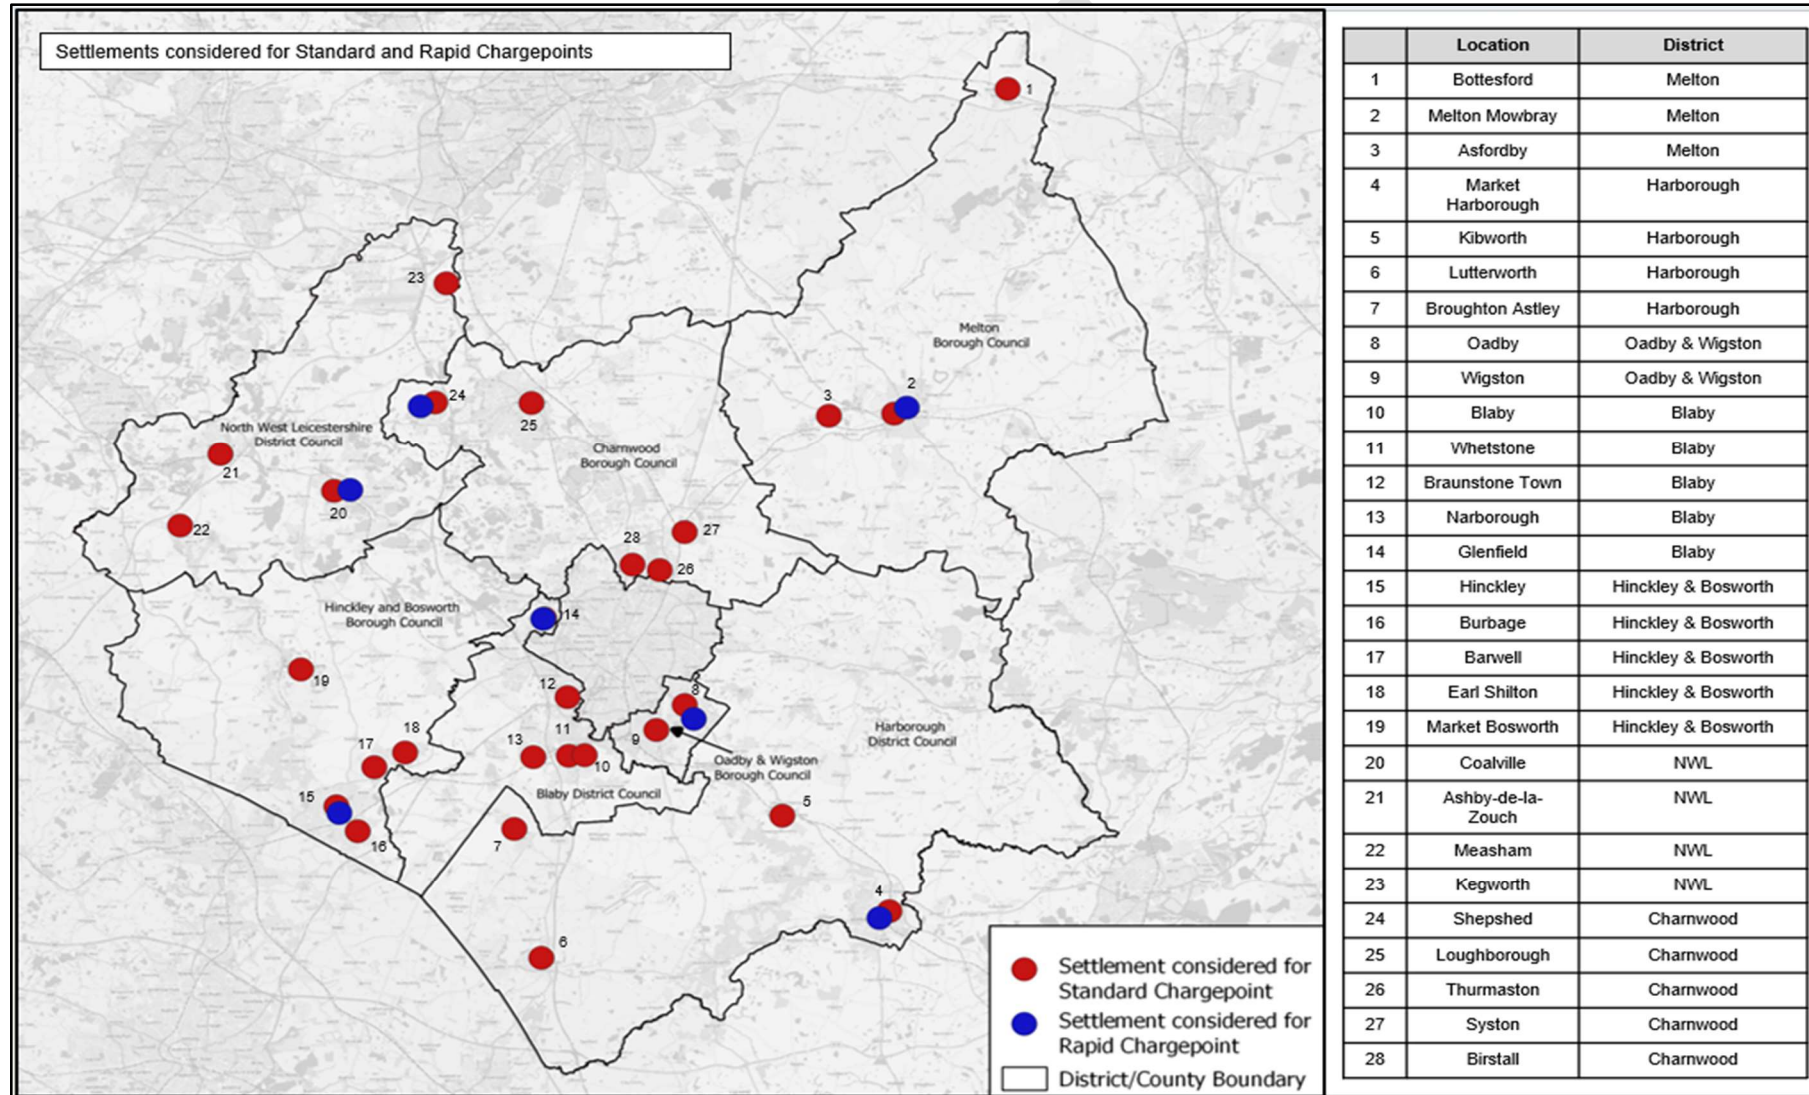 Settlements considered for Standard and Rapid Chargepoints
1
23
24
25
North West Leicestershire
District Council
21
20
22
Melton
Borough Council
3
2
Charnwood
Borough Council
28
27
26
Hinckley and Bosworth
Borough Council
14
19
12
8
9
11
13
10
18
17
15
16
Oadby & Wigston
Borough Council
Blaby District Council
Harborough
District Council
7
5
4
6
Settlement considered for
Standard Chargepoint
Settlement considered for
Rapid Chargepoint
District/County Boundary
Location District
1 Bottesford Melton
2 Melton Mowbray Melton
3 Asfordby Melton
4 Market Harborough
Harborough
5 Kibworth Harborough
6 Lutterworth Harborough
7 Broughton Astley Harborough
8 Oadby Oadby & Wigston
9 Wigston Oadby & Wigston
10 Blaby Blaby
11 Whetstone Blaby
12 Braunstone Town Blaby
13 Narborough Blaby
14 Glenfield Blaby
15 Hinckley Hinckley & Bosworth
16 Burbage Hinckley & Bosworth
17 Barwell Hinckley & Bosworth
18 Earl Shilton Hinckley & Bosworth
19 Market Bosworth Hinckley & Bosworth
20 Coalville NWL
21 Ashby-de-la- NWL
Zouch
22 Measham NWL
23 Kegworth NWL
24 Shepshed Charnwood
25 Loughborough Charnwood
26 Thurmaston Charnwood
27 Syston Charnwood
28 Birstall Charnwood